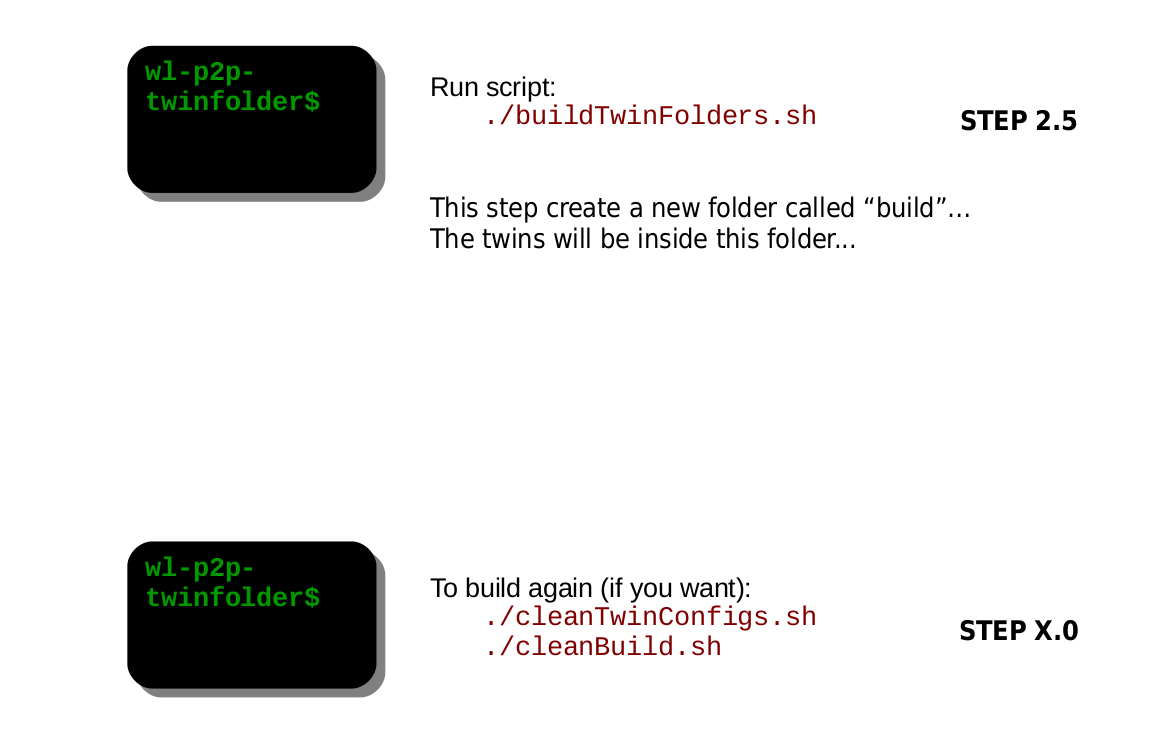 wl-p2p-
twinfolder$
Run script:
./buildTwinFolders.sh
STEP 2.5
This step create a new folder called “build”...
The twins will be inside this folder...
wl-p2p-
twinfolder$
To build again (if you want):
./cleanTwinConfigs.sh
./cleanBuild.sh
STEP X.0